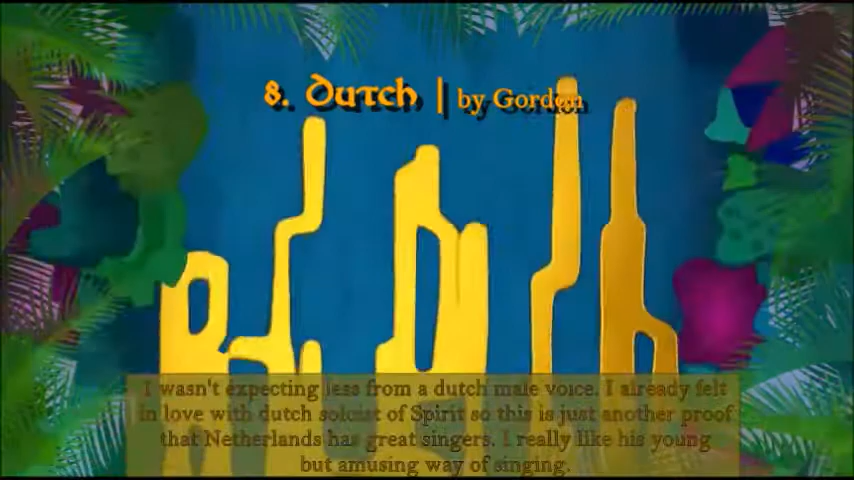 8. Dutch | by Gordon
I wasn't expecting less from a dutch male voice. I already felt
in love with dutch soloist of Spirit so this is just another proof
that Netherlands has great singers. I really like his young
but amusing way of singing.